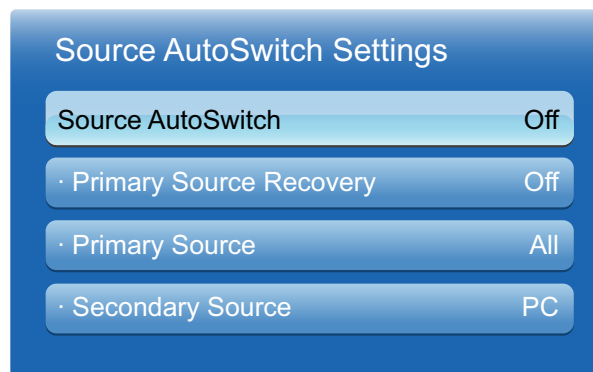 Source AutoSwitch Settings
Source AutoSwitch Off
· Primary Source Recovery Off
· Primary Source All
· Secondary Source PC